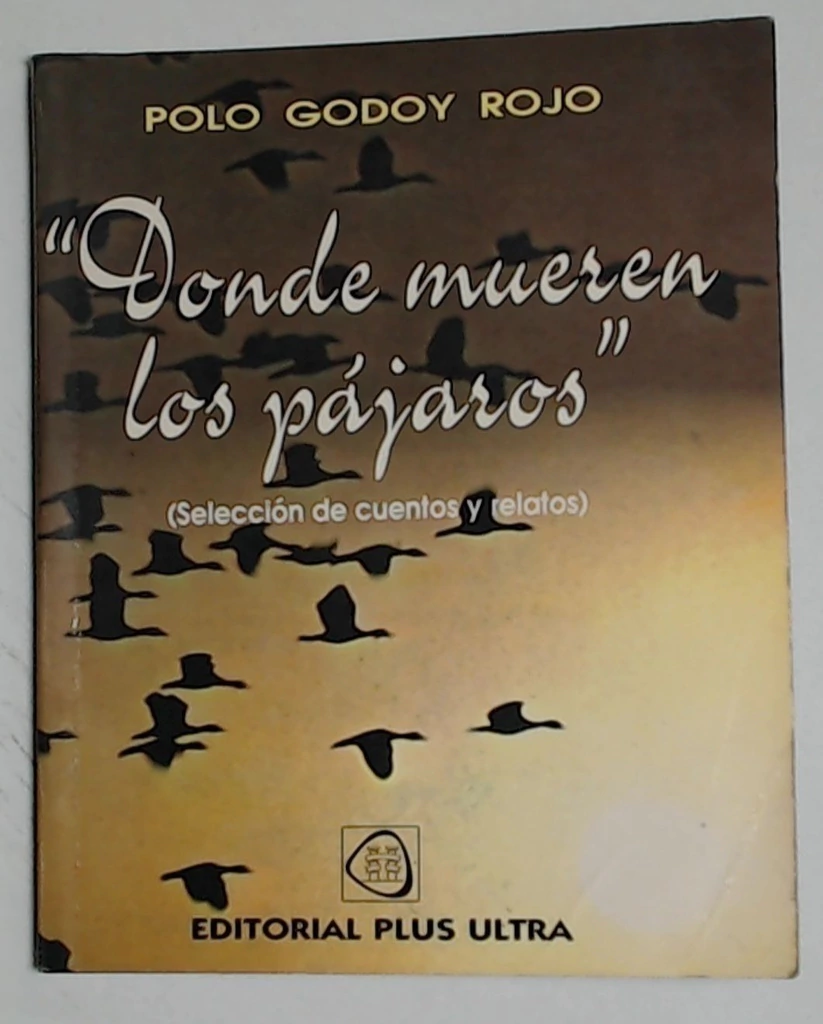 POLO GODOY ROJO
"Donde mueren
los pájaros"
(Selección de cuentos y relatos)
EDITORIAL PLUS ULTRA